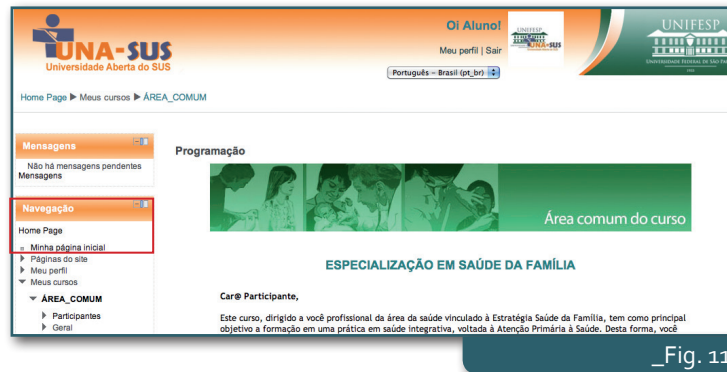 Oi Aluno!
Meu perfil | Sair
Português - Brasil (pt_br)
UNA-SUS
Universidade Aberta do SUS
UNIFESP
UNA-SUS
UNIFESP
UNIVERSIDADE FEDERAL DE SÃO PA
Home Page ▶ Meus cursos ▶ ÁREA_COMUM
Mensagens
Não há mensagens pendentes
Mensagens
Navegação
Home Page
Minha página inicial
Páginas do site
Meu perfil
Meus cursos
ÁREA_COMUM
Participantes
Geral
Programação
Área comum do curso
ESPECIALIZAÇÃO EM SAÚDE DA FAMÍLIA
Car@ Participante,
Este curso, dirigido a você profissional da área da saúde vinculado à Estratégia Saúde da Família, tem como principal
objetivo a formação em uma prática em saúde integrativa, voltada à Atenção Primária à Saúde. Desta forma, você
_Fig. 11